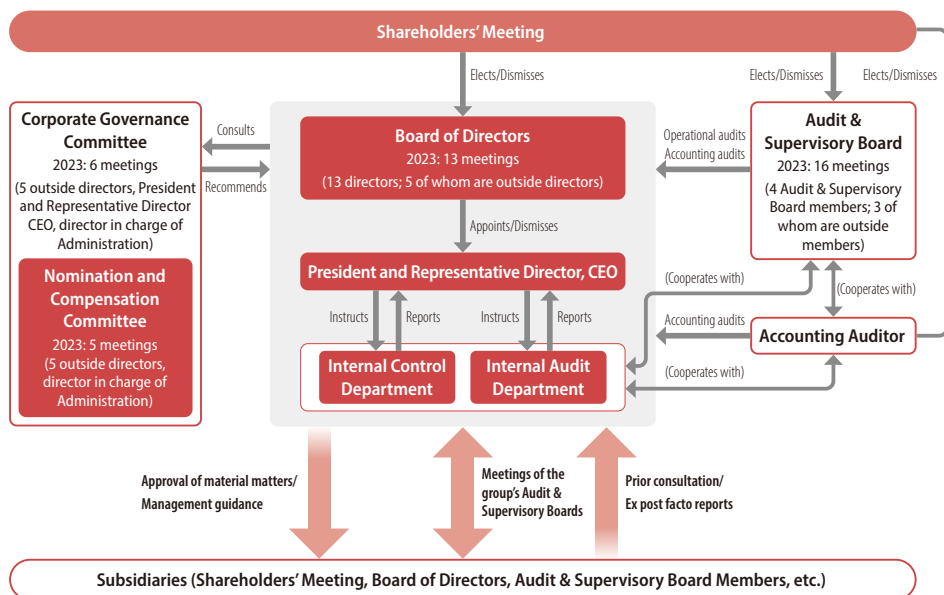 Shareholders' Meeting
Elects/Dismisses
Elects/Dismisses
Elects/Dismisses
Corporate Governance
Committee
2023: 6 meetings
(5 outside directors, President
and Representative Director
CEO, director in charge of
Administration)
Nomination and
Compensation
Committee
2023: 5 meetings
(5 outside directors,
director in charge of
Administration)
Consults
Recommends
Board of Directors
2023: 13 meetings
(13 directors; 5 of whom are outside directors)
Operational audits
Accounting audits
Audit &
Supervisory Board
2023: 16 meetings
(4 Audit & Supervisory
Board members; 3 of
whom are outside
members)
Appoints/Dismisses
President and Representative Director, CEO
Instructs
Reports
Instructs
Reports
(Cooperates with)
(Cooperates with)
Accounting audits
Accounting Auditor
Internal Control
Department
Internal Audit
Department
(Cooperates with)
Approval of material matters/
Management guidance
Meetings of the
group's Audit &
Supervisory Boards
Prior consultation/
Ex post facto reports
Subsidiaries (Shareholders' Meeting, Board of Directors, Audit & Supervisory Board Members, etc.)